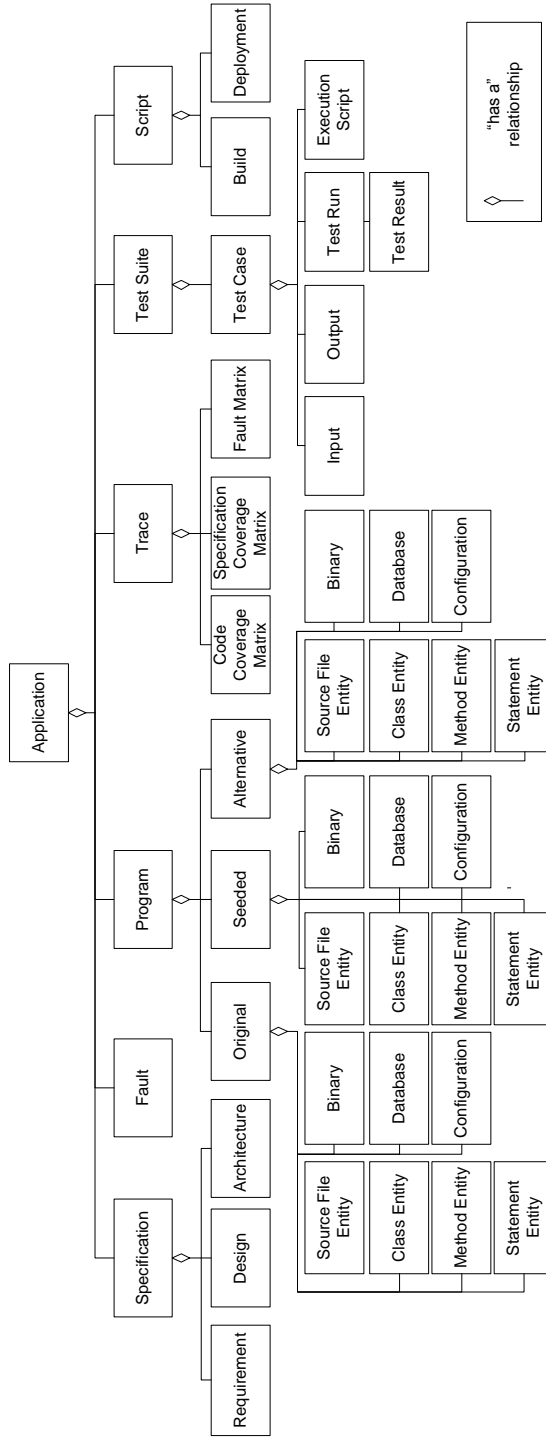 Application
Specification
Fault
Program
Trace
Test Suite
Script
Requirement
Design
Architecture
Original
Seeded
Alternative
Code
Coverage
Matrix
Specification
Coverage
Matrix
Fault Matrix
Test Case
Build
Deployment
Source File
Entity
Binary
Source File
Entity
Binary
Source File
Entity
Binary
Input
Output
Test Run
Execution
Script
Class Entity
Database
Class Entity
Database
Class Entity
Database
Test Result
Method Entity
Configuration
Method Entity
Configuration
Method Entity
Configuration
Statement
Entity
Statement
Entity
Statement
Entity
“has a”
relationship